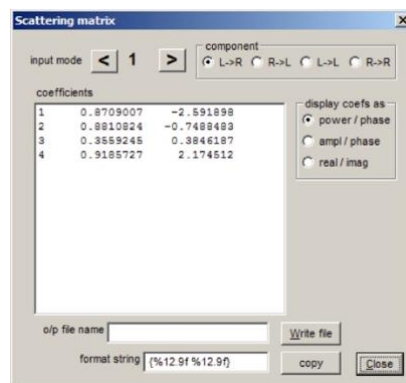 Scattering matrix
component
input mode < 1 > L->R R->L L->L R->R
coefficients
display coefs as
1 0.8709007 -2.591898
2 0.8810824 -0.7488483
3 0.3559245 0.3846187
4 0.9185727 2.174512
power / phase
ampl / phase
real / imag
o/p file name Write file
format string {%12.9f %12.9f} copy Close